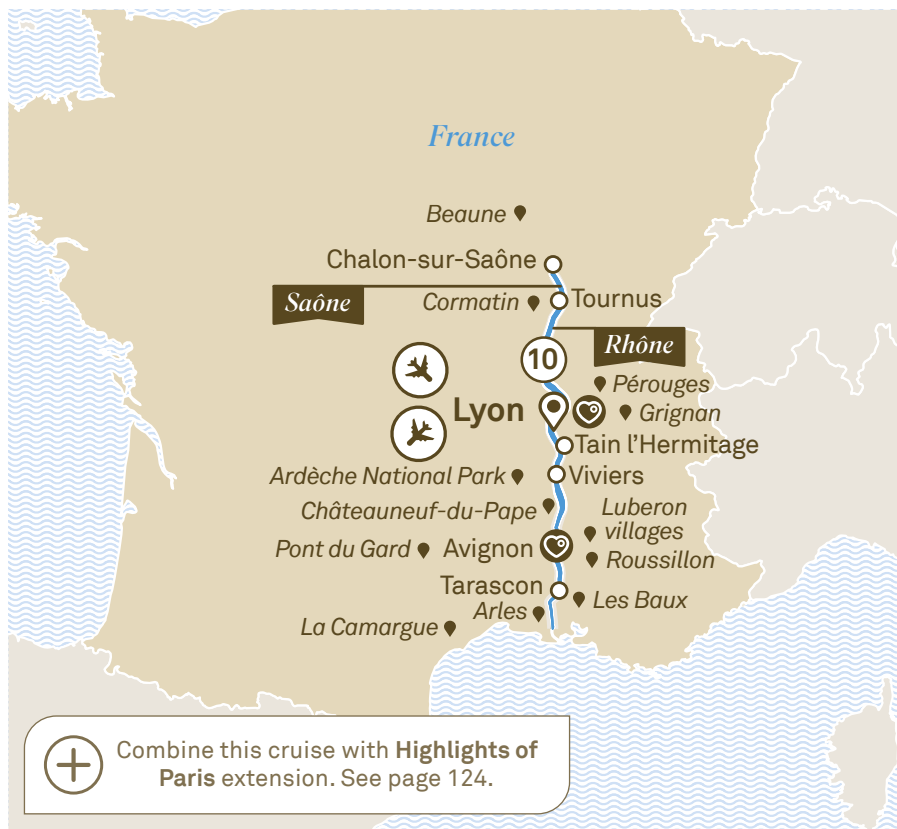 France
Beaune
Chalon-sur-Saône
Saône
Cormatin
Tournus
Rhône
10
Pérouges
Lyon
Grignan
Tain l'Hermitage
Ardèche National Park
Viviers
Châteauneuf-du-Pape
Luberon
villages
Pont du Gard
Avignon
Roussillon
Tarascon
Les Baux
Arles
La Camargue
Combine this cruise with Highlights of
Paris extension. See page 124.